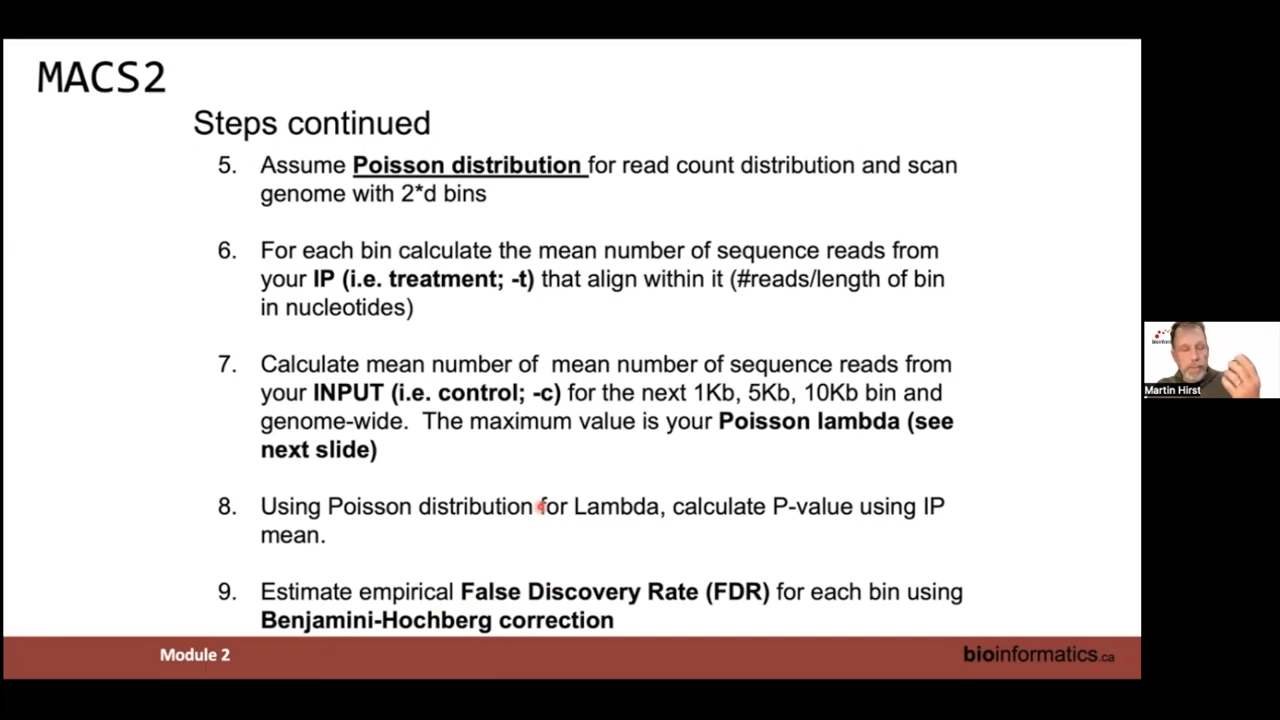 MACS2
Steps continued
5. Assume Poisson distribution for read count distribution and scan
genome with 2*d bins
6. For each bin calculate the mean number of sequence reads from
your IP (i.e. treatment; -t) that align within it (#reads/length of bin
in nucleotides)
7. Calculate mean number of mean number of sequence reads from
your INPUT (i.e. control; -c) for the next 1Kb, 5Kb, 10Kb bin and
genome-wide. The maximum value is your Poisson lambda (see
next slide)
8. Using Poisson distribution for Lambda, calculate P-value using IP
mean.
9. Estimate empirical False Discovery Rate (FDR) for each bin using
Benjamini-Hochberg correction
Module 2
bioinformatics.ca
Martin Hirst